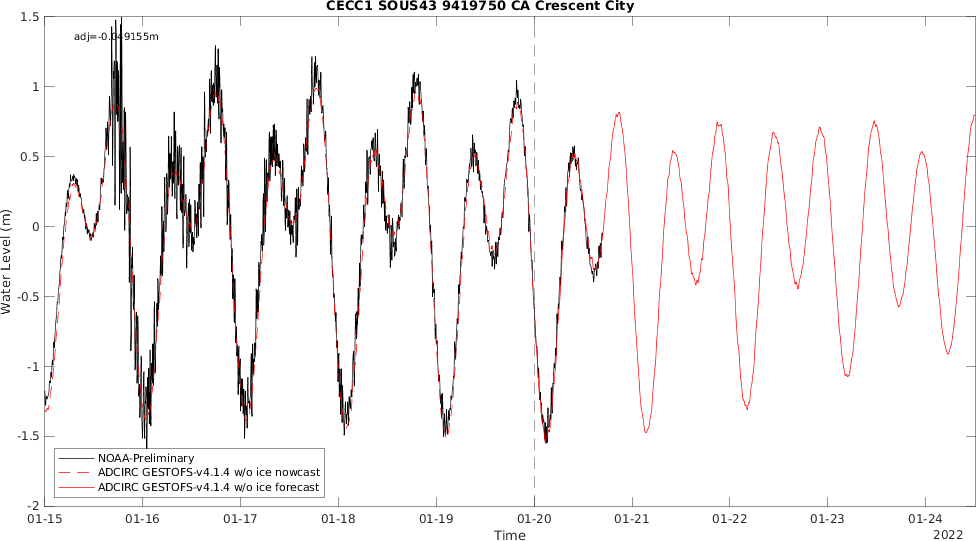 CECC1 SOUS43 9419750 CA Crescent City
adj=-0.049155m
1.5
1
0.5
0
-0.5
-1
-1.5
-2
Water Level (m)
NOAA-Preliminary
ADCIRC GESTOFS-v4.1.4 w/o ice nowcast
ADCIRC GESTOFS-v4.1.4 w/o ice forecast
01-15 01-16 01-17 01-18 01-19 01-20 01-21 01-22 01-23 01-24
Time
2022